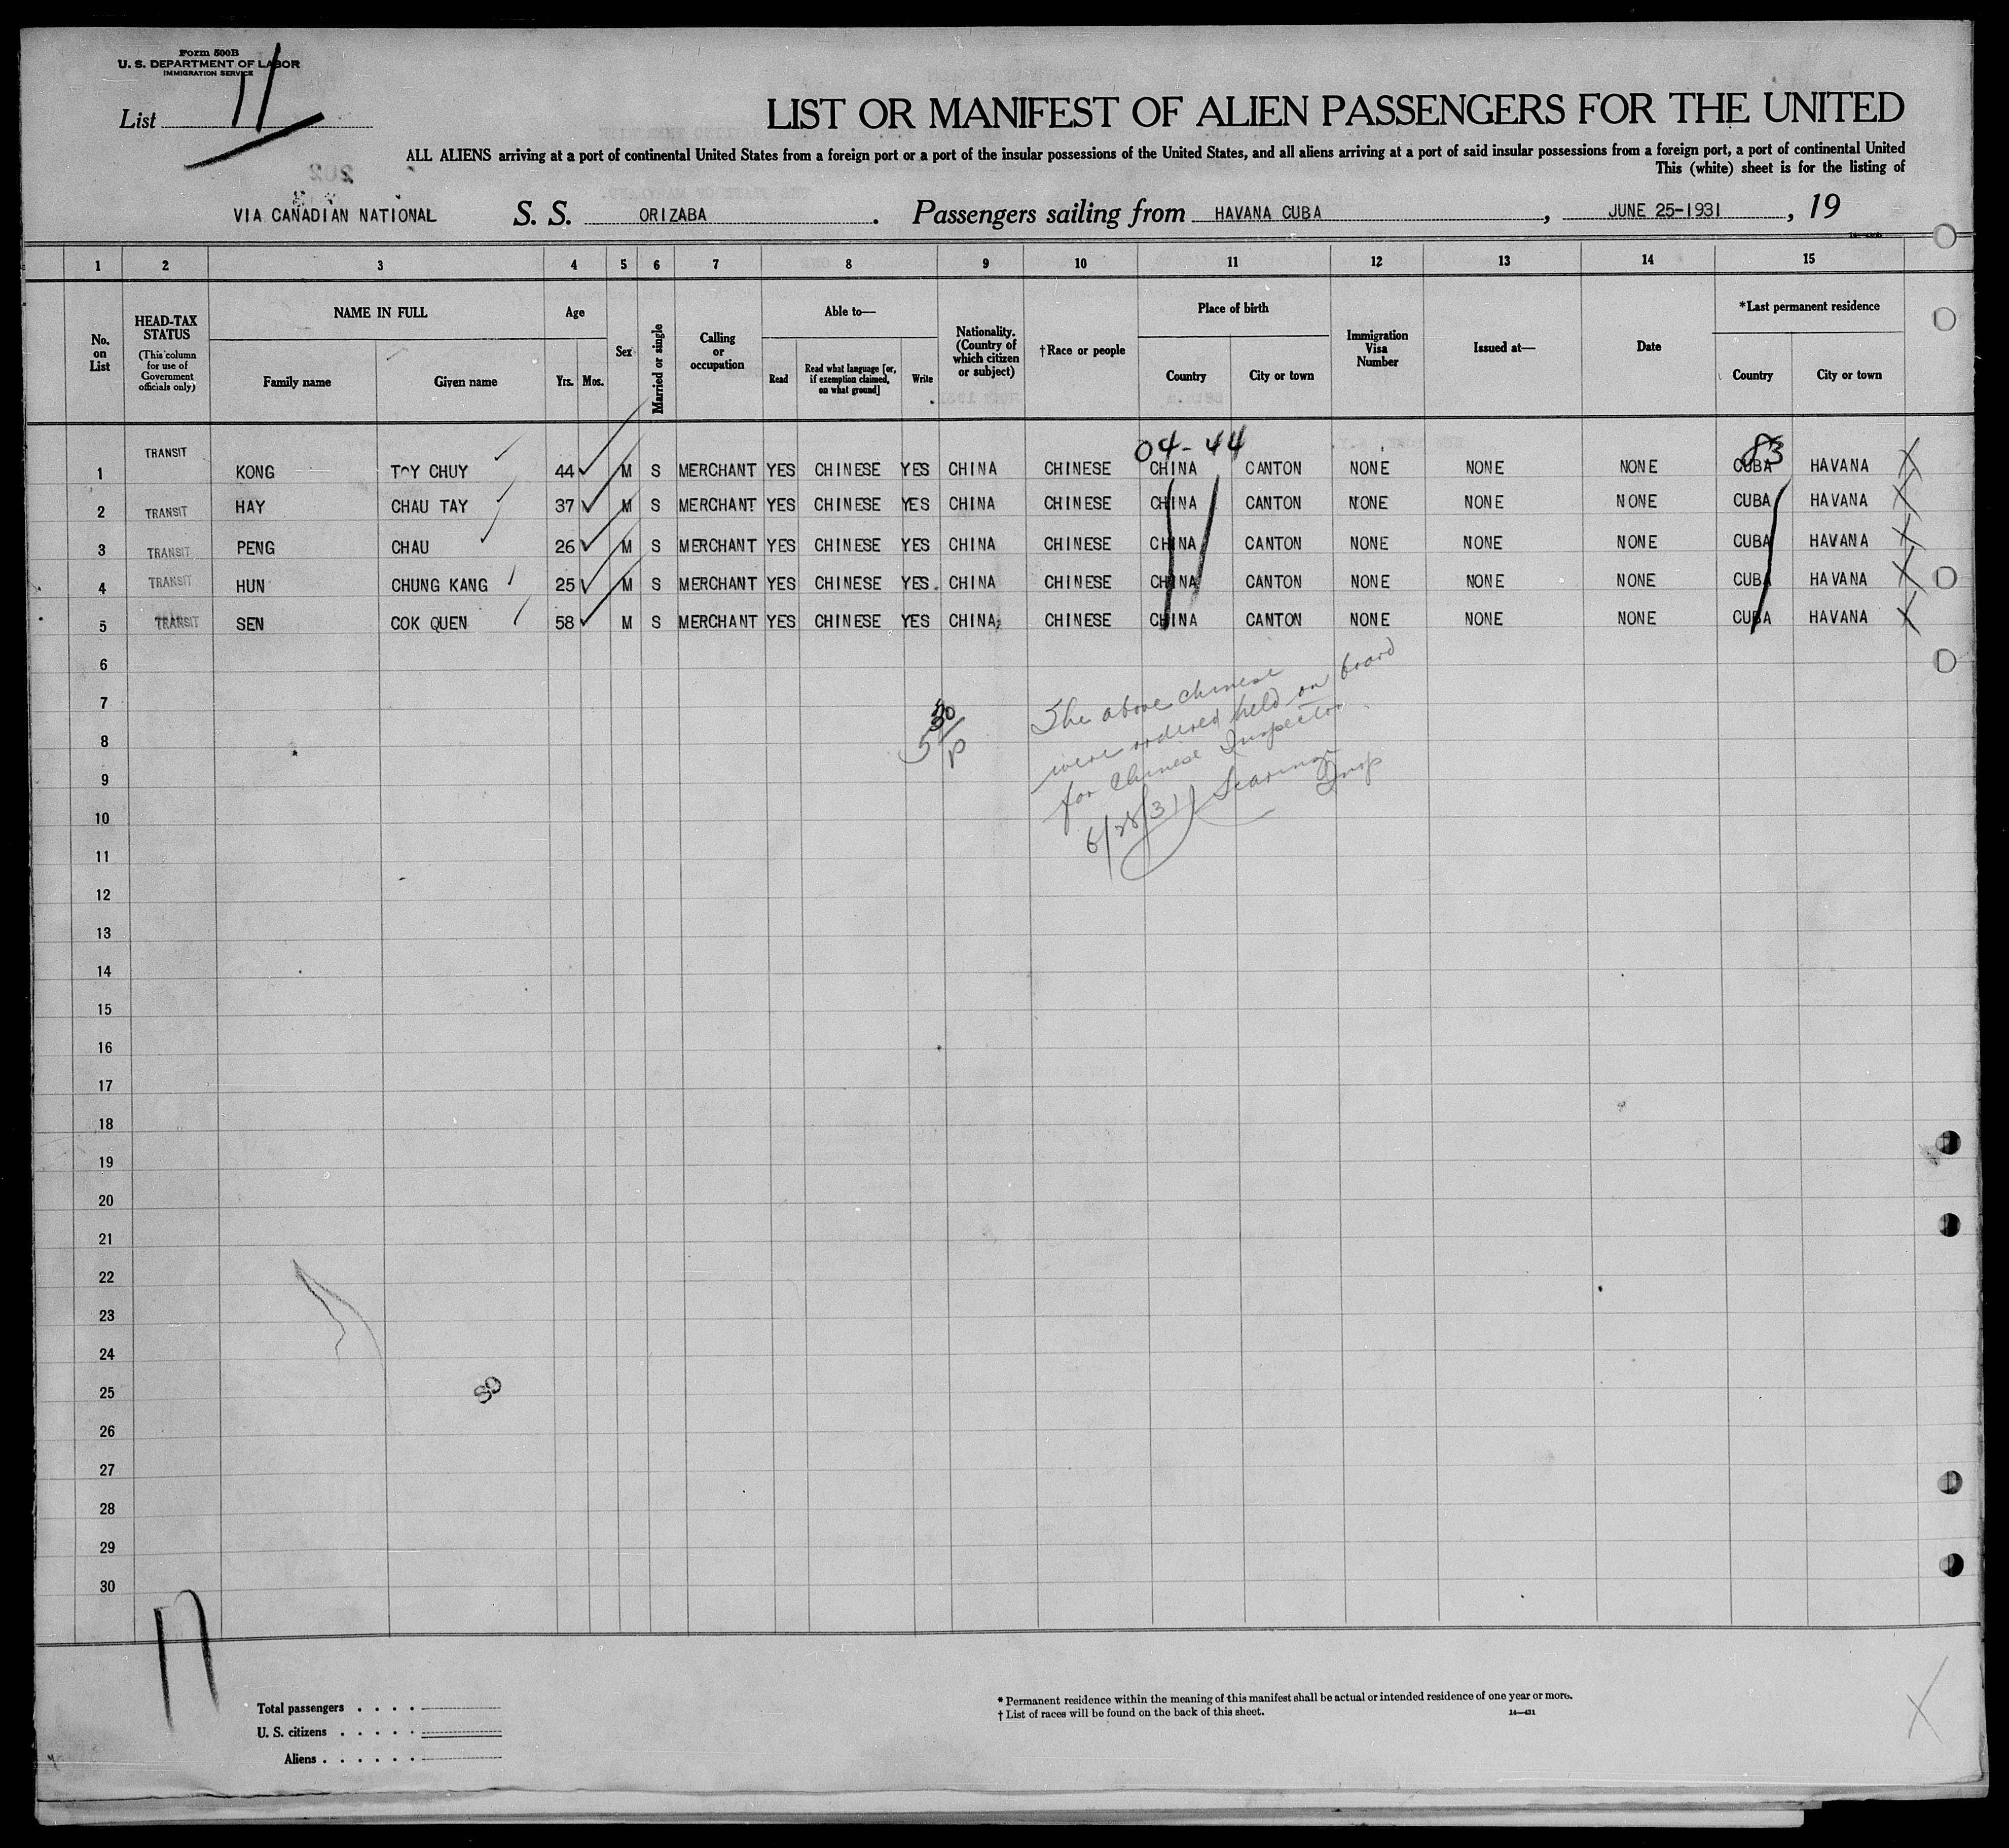 Form 500B
U. S. DEPARTMENT OF LABOR
IMMIGRATION SERVICE
List 11
LIST OR MANIFEST OF ALIEN PASSENGERS FOR THE UNITED
ALL ALIENS arriving at a port of continental United States from a foreign port or a port of the insular possessions of the United States, and all aliens arriving at a port of said insular possessions from a foreign port, a port of continental United
This (white) sheet is for the listing of
VIA CANADIAN NATIONAL S. S. ORIZABA. Passengers sailing from HAVANA CUBA, JUNE 25-1931, 19
1 2 3 4 5 6 7 8 9 10 11 12 13 14 15
No. on List
HEAD-TAX STATUS
(This column for use of Government officials only)
NAME IN FULL
Family name Given name
Age
Yrs. Mos.
Sex
Married or single
Calling or occupation
Able to—
Read
Read what language [or, if exemption claimed, on what ground]
Write
Nationality. (Country of which citizen or subject)
†Race or people
Place of birth
Country City or town
Immigration Visa Number
Issued at—
Date
*Last permanent residence
Country City or town
04-44 83
1 TRANSIT KONG TOY CHUY 44 M S MERCHANT YES CHINESE YES CHINA CHINESE CHINA CANTON NONE NONE NONE CUBA HAVANA
2 TRANSIT HAY CHAU TAY 37 M S MERCHANT YES CHINESE YES CHINA CHINESE CHINA CANTON NONE NONE NONE CUBA HAVANA
3 TRANSIT PENG CHAU 26 M S MERCHANT YES CHINESE YES CHINA CHINESE CHINA CANTON NONE NONE NONE CUBA HAVANA
4 TRANSIT HUN CHUNG KANG 25 M S MERCHANT YES CHINESE YES. CHINA CHINESE CHINA CANTON NONE NONE NONE CUBA HAVANA
5 TRANSIT SEN COK QUEN 58 M S MERCHANT YES CHINESE YES CHINA CHINESE CHINA CANTON NONE NONE NONE CUBA HAVANA
6
7
8
9
10
11
12
13
14
15
16
17
18
19
20
21
22
23
24
25
26
27
28
29
30
30
The above chinese
were ordered held on board
for Chinese Inspector.
6/28/31 Insp
80
Total passengers
U. S. citizens
Aliens
* Permanent residence within the meaning of this manifest shall be actual or intended residence of one year or more.
† List of races will be found on the back of this sheet. 14—431